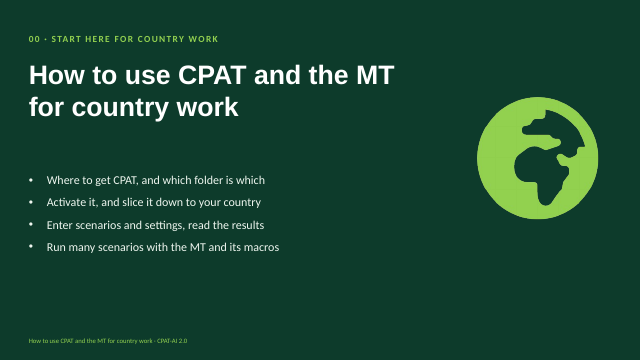 00 · START HERE FOR COUNTRY WORK
How to use CPAT and the MT
for country work
• Where to get CPAT, and which folder is which
• Activate it, and slice it down to your country
• Enter scenarios and settings, read the results
• Run many scenarios with the MT and its macros
How to use CPAT and the MT for country work · CPAT-AI 2.0